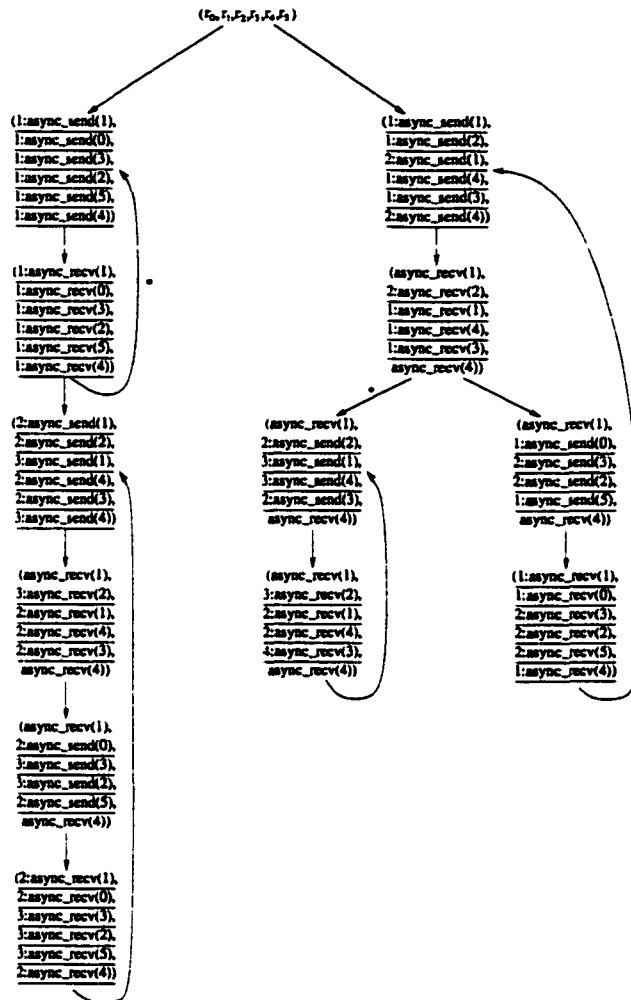 (r₀,r₁,r₂,r₃,r₄,r₅)
(1:async_send(1),
1:async_send(0),
1:async_send(3),
1:async_send(2),
1:async_send(5),
1:async_send(4))
(1:async_send(1),
1:async_send(2),
2:async_send(1),
1:async_send(4),
1:async_send(3),
2:async_send(4))
(1:async_recv(1),
1:async_recv(0),
1:async_recv(3),
1:async_recv(2),
1:async_recv(5),
1:async_recv(4))
(async_recv(1),
2:async_recv(2),
1:async_recv(1),
1:async_recv(4),
1:async_recv(3),
async_recv(4))
(2:async_send(1),
2:async_send(2),
3:async_send(1),
2:async_send(4),
2:async_send(3),
3:async_send(4))
(async_recv(1),
2:async_send(2),
3:async_send(1),
3:async_send(4),
2:async_send(3),
async_recv(4))
(async_recv(1),
1:async_send(0),
2:async_send(3),
2:async_send(2),
1:async_send(5),
async_recv(4))
(async_recv(1),
3:async_recv(2),
2:async_recv(1),
2:async_recv(4),
2:async_recv(3),
async_recv(4))
(async_recv(1),
3:async_recv(2),
2:async_recv(1),
2:async_recv(4),
4:async_recv(3),
async_recv(4))
(1:async_recv(1),
1:async_recv(0),
2:async_recv(3),
2:async_recv(2),
2:async_recv(5),
1:async_recv(4))
(async_recv(1),
2:async_send(0),
3:async_send(3),
3:async_send(2),
2:async_send(5),
async_recv(4))
(2:async_recv(1),
2:async_recv(0),
3:async_recv(3),
3:async_recv(2),
3:async_recv(5),
2:async_recv(4))